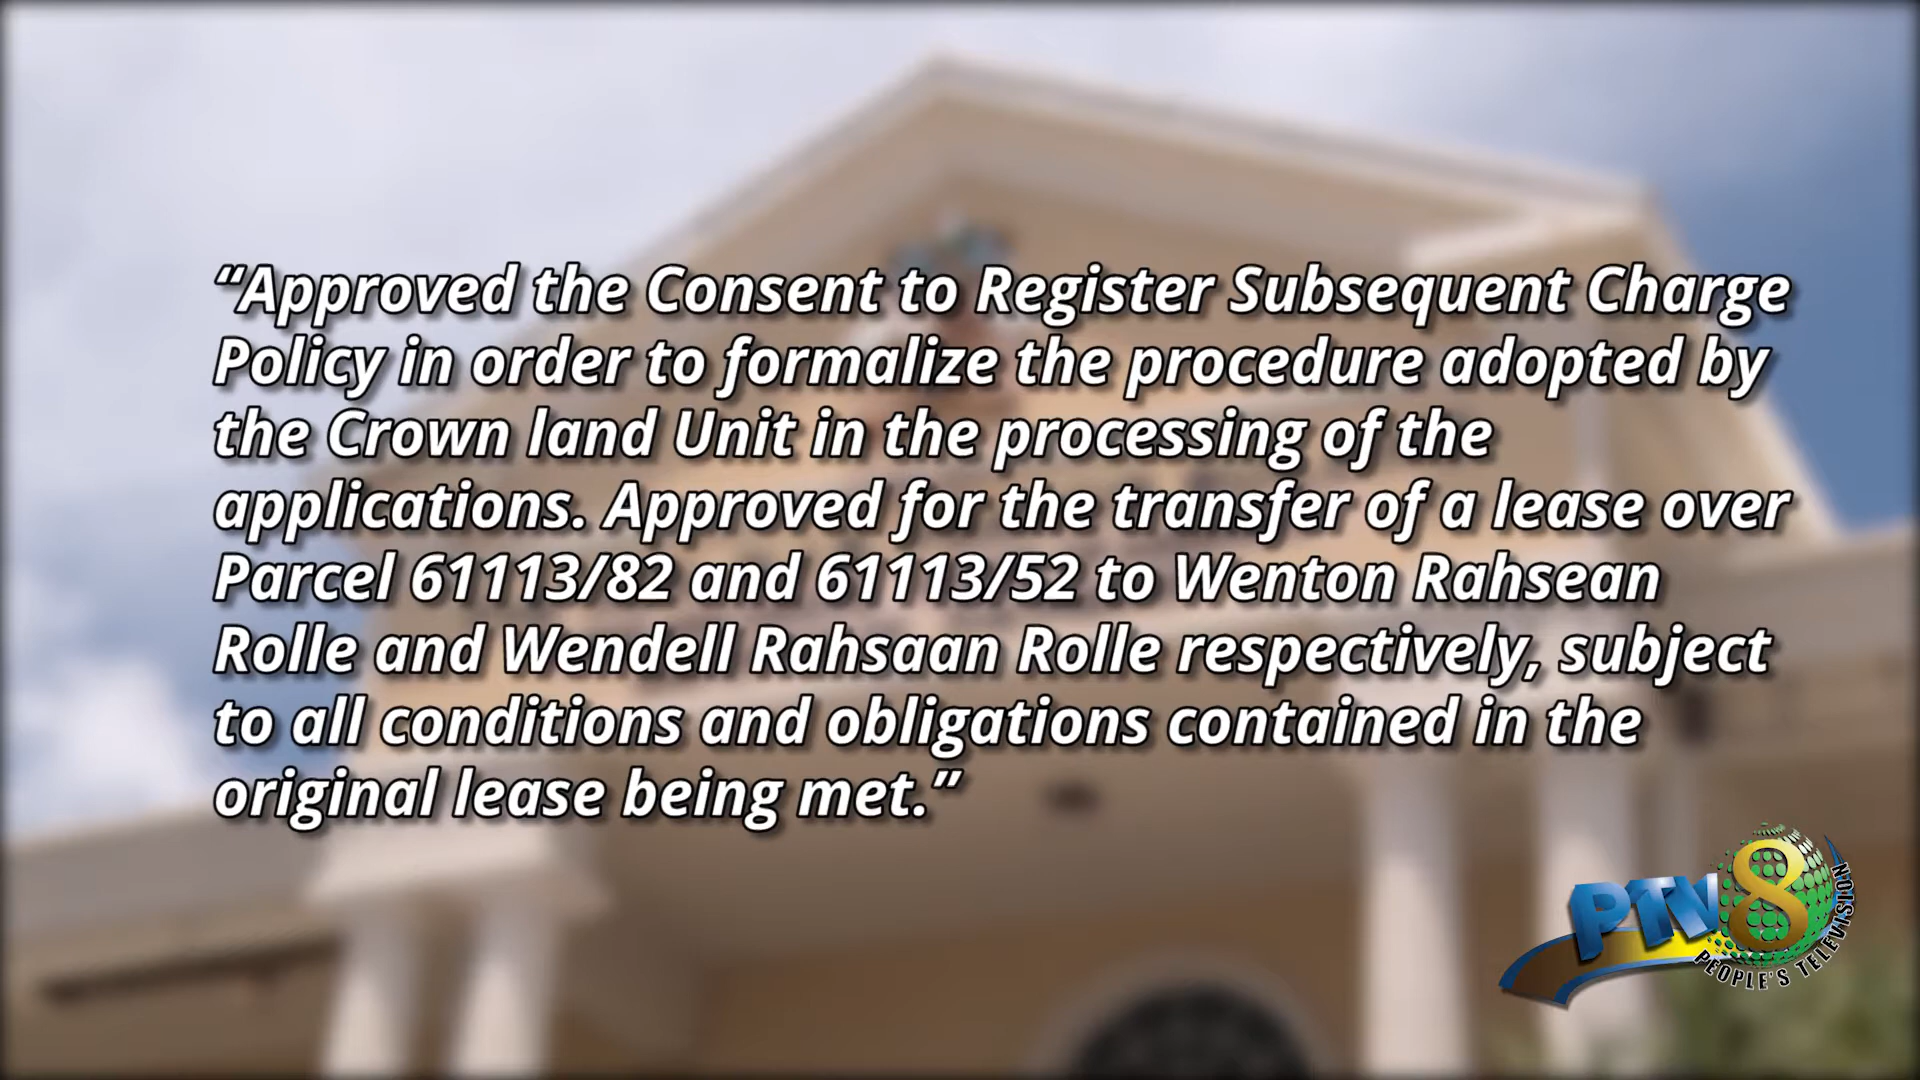 “Approved the Consent to Register Subsequent Charge
Policy in order to formalize the procedure adopted by
the Crown land Unit in the processing of the
applications. Approved for the transfer of a lease over
Parcel 61113/82 and 61113/52 to Wenton Rahsean
Rolle and Wendell Rahsaan Rolle respectively, subject
to all conditions and obligations contained in the
original lease being met.”
PTV8
PEOPLE'S TELEVISION